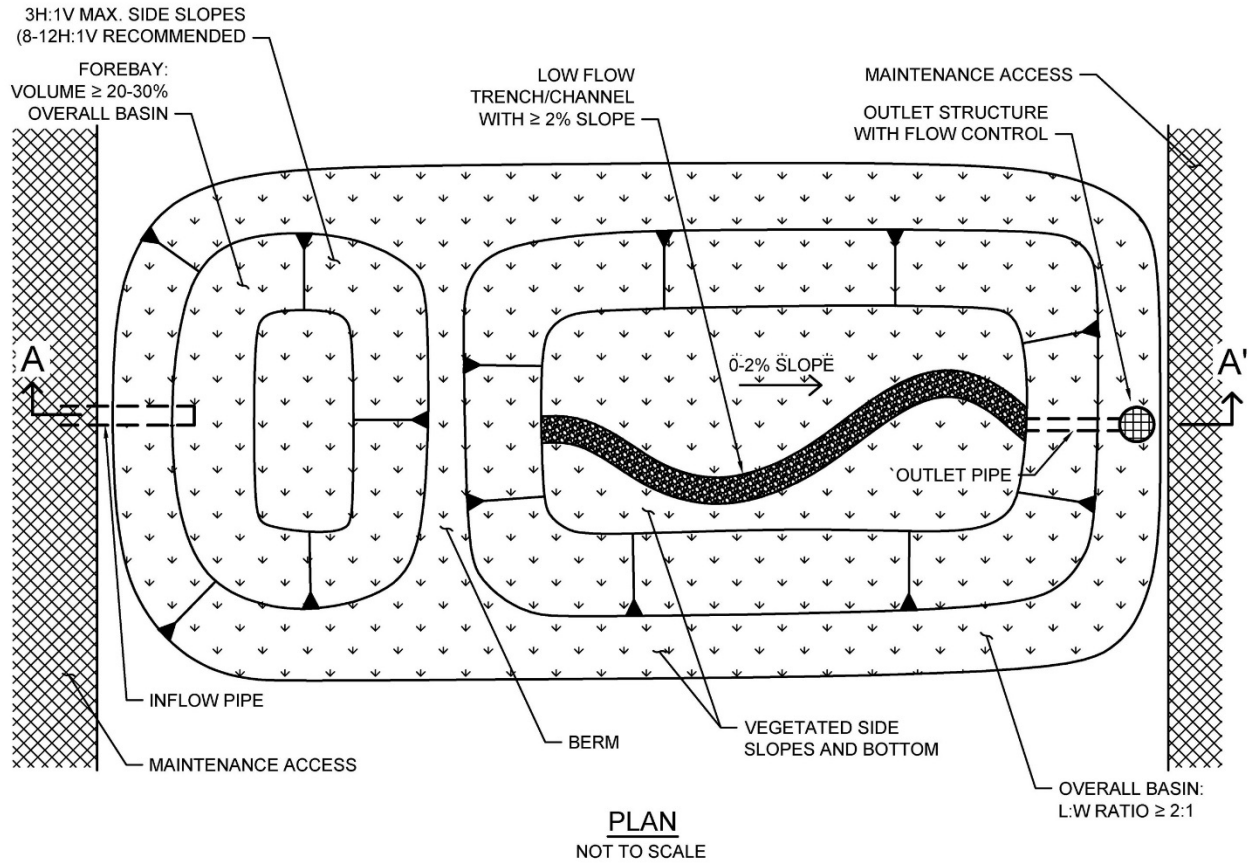 3H:1V MAX. SIDE SLOPES
(8-12H:1V RECOMMENDED
FOREBAY:
VOLUME ≥ 20-30%
OVERALL BASIN
LOW FLOW
TRENCH/CHANNEL
WITH ≥ 2% SLOPE
MAINTENANCE ACCESS
OUTLET STRUCTURE
WITH FLOW CONTROL
A
A'
0-2% SLOPE
`OUTLET PIPE
INFLOW PIPE
MAINTENANCE ACCESS
BERM
VEGETATED SIDE
SLOPES AND BOTTOM
OVERALL BASIN:
L:W RATIO ≥ 2:1
PLAN
NOT TO SCALE